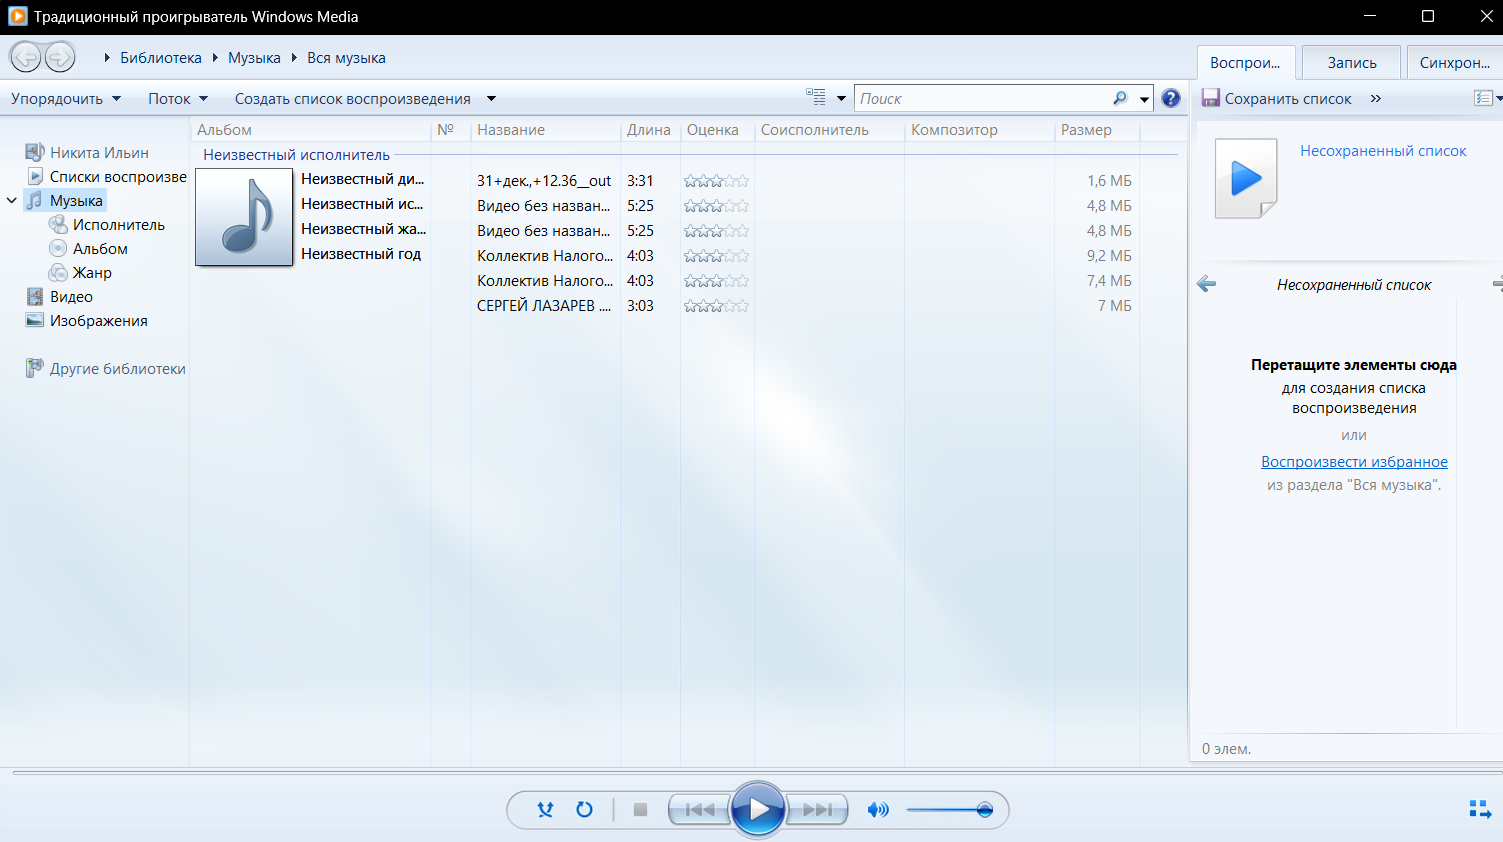 Традиционный проигрыватель Windows Media
Библиотека Музыка Вся музыка
Воспрои... Запись Синхрон...
Упорядочить Поток Создать список воспроизведения Поиск
Сохранить список »
Альбом № Название Длина Оценка Соисполнитель Композитор Размер
Никита Ильин
Списки воспроизве
Музыка
Исполнитель
Альбом
Жанр
Видео
Изображения
Другие библиотеки
Неизвестный исполнитель
Неизвестный ди...
Неизвестный ис...
Неизвестный жа...
Неизвестный год
31+дек.,+12.36__out 3:31 1,6 МБ
Видео без назван... 5:25 4,8 МБ
Видео без назван... 5:25 4,8 МБ
Коллектив Налого... 4:03 9,2 МБ
Коллектив Налого... 4:03 7,4 МБ
СЕРГЕЙ ЛАЗАРЕВ .... 3:03 7 МБ
Несохраненный список
Несохраненный список
Перетащите элементы сюда
для создания списка
воспроизведения
или
Воспроизвести избранное
из раздела "Вся музыка".
0 элем.